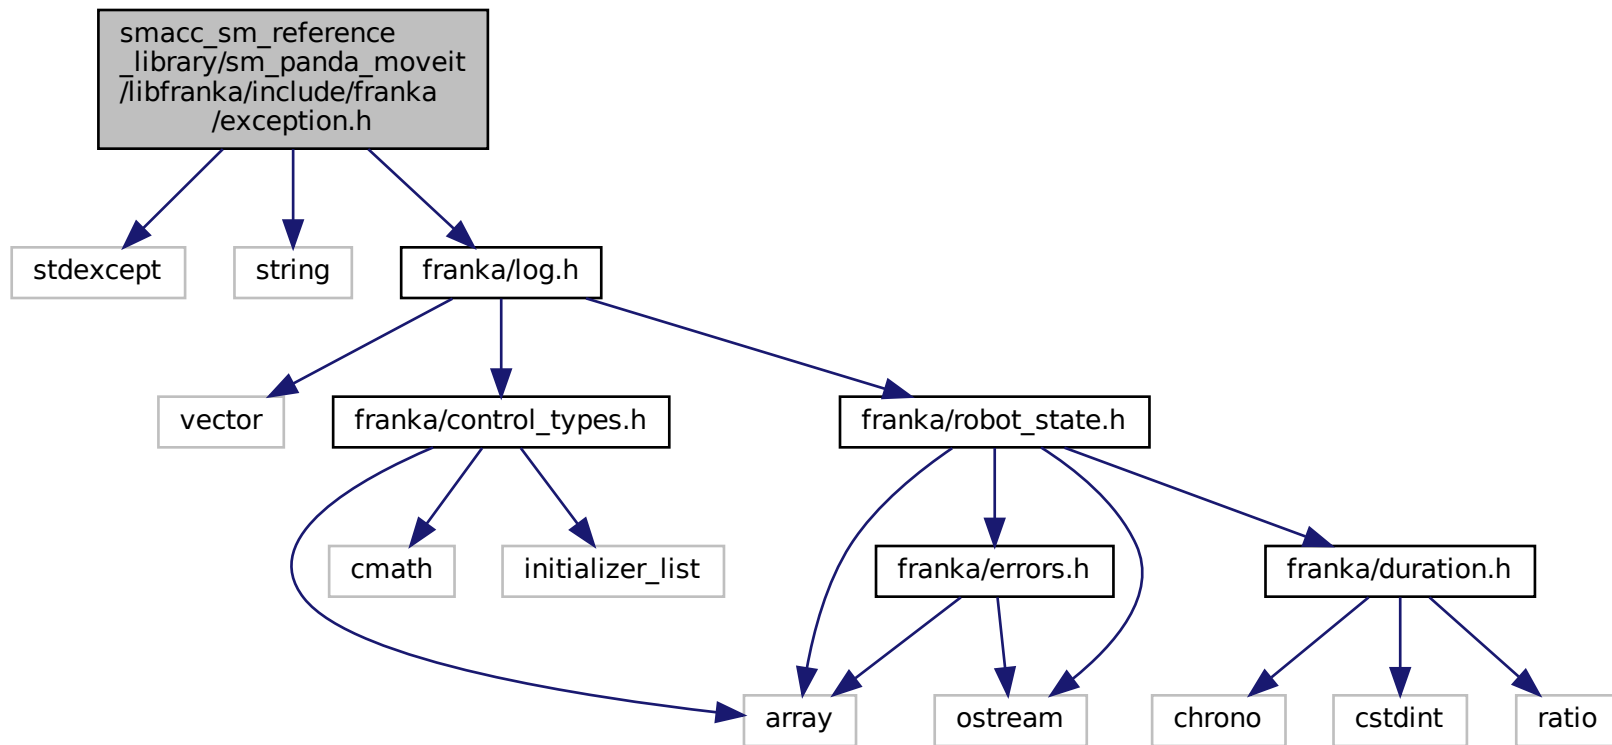 smacc_sm_reference
_library/sm_panda_moveit
/libfranka/include/franka
/exception.h
stdexcept
string
franka/log.h
vector
franka/control_types.h
franka/robot_state.h
cmath
initializer_list
franka/errors.h
franka/duration.h
array
ostream
chrono
cstdint
ratio